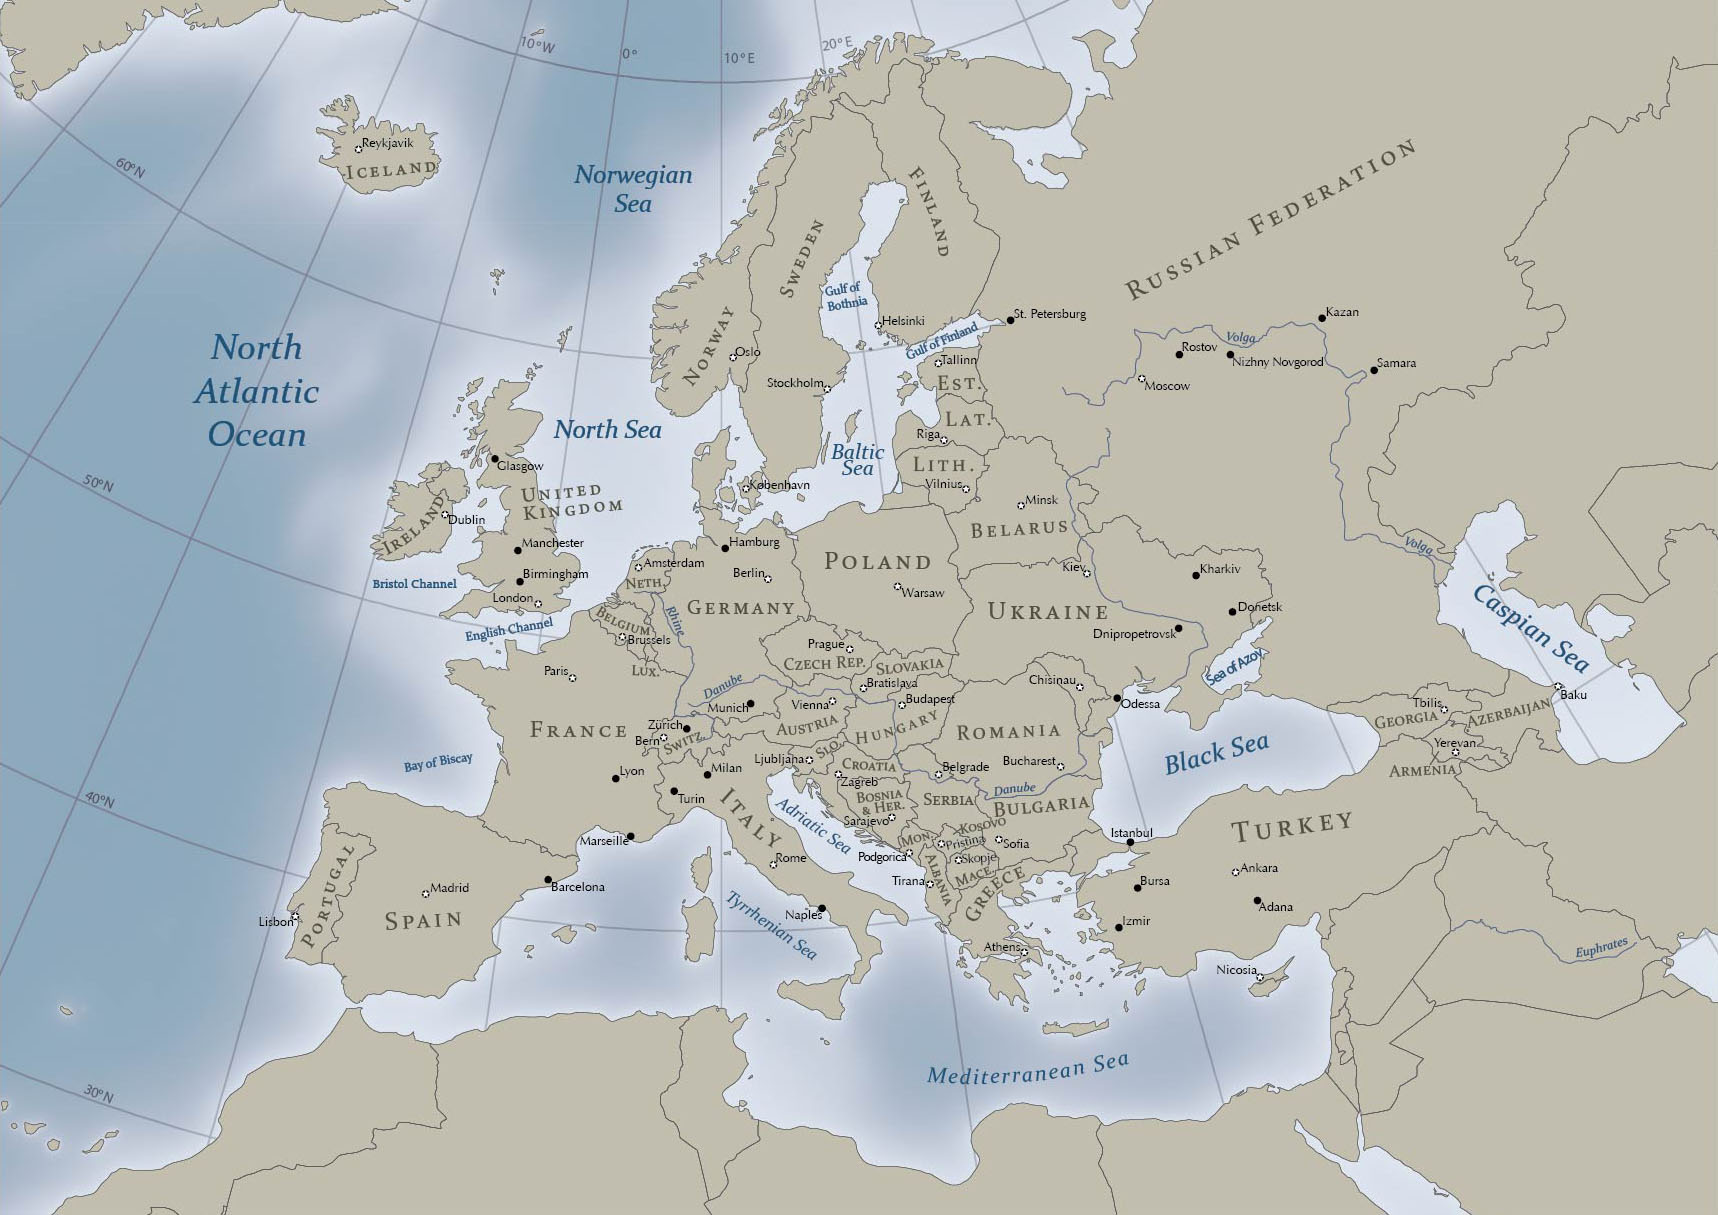 10°W
0°
10°E
20°E
60°N
50°N
40°N
30°N
Reykjavik
ICELAND
Norwegian
Sea
North
Atlantic
Ocean
North Sea
NORWAY
SWEDEN
FINLAND
RUSSIAN FEDERATION
Gulf of
Bothnia
Helsinki
Gulf of Finland
St. Petersburg
Oslo
Stockholm
Tallinn
EST.
LAT.
Riga
LITH.
Vilnius
Baltic
Sea
København
Kazan
Volga
Rostov
Nizhny Novgorod
Samara
Moscow
Glasgow
UNITED
KINGDOM
IRELAND
Dublin
Manchester
Birmingham
London
Bristol Channel
English Channel
Hamburg
Amsterdam
Berlin
NETH.
GERMANY
BELGIUM
Brussels
LUX.
Rhine
POLAND
Warsaw
Minsk
BELARUS
Kiev
UKRAINE
Kharkiv
Donetsk
Dnipropetrovsk
Sea of Azov
Volga
Caspian Sea
Prague
CZECH REP.
SLOVAKIA
Paris
FRANCE
Danube
Munich
Bratislava
Vienna
Budapest
AUSTRIA
HUNGARY
Chisinau
Odessa
ROMANIA
Bucharest
Zürich
Bern
SWITZ.
Ljubljana
SLO.
CROATIA
Zagreb
Belgrade
Danube
Lyon
Milan
Turin
ITALY
BOSNIA
& HER.
Sarajevo
SERBIA
BULGARIA
Sofia
KOSOVO
Pristina
MON.
Podgorica
Skopje
MACE.
ALBANIA
Tirana
GREECE
Athens
Bay of Biscay
Adriatic Sea
Marseille
Rome
Naples
Tyrrhenian Sea
Barcelona
Madrid
SPAIN
PORTUGAL
Lisbon
Black Sea
Tbilis
GEORGIA
AZERBAIJAN
Baku
Yerevan
ARMENIA
Istanbul
TURKEY
Ankara
Bursa
Adana
Izmir
Nicosia
Euphrates
Mediterranean Sea